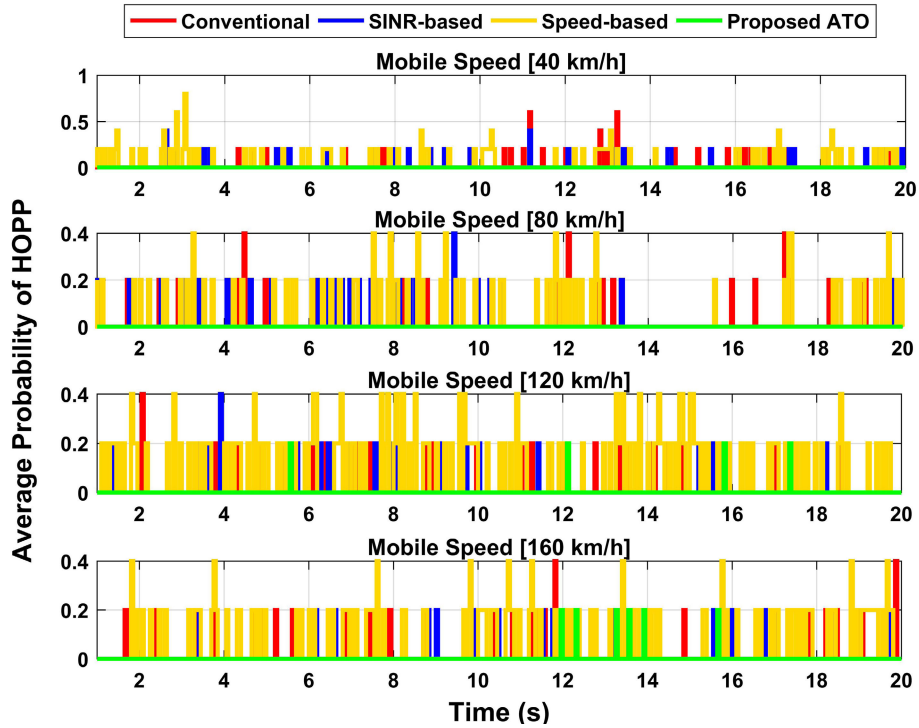 Conventional SINR-based Speed-based Proposed ATO
Mobile Speed [40 km/h]
1
0.5
0
2 4 6 8 10 12 14 16 18 20
Mobile Speed [80 km/h]
0.4
0.2
0
2 4 6 8 10 12 14 16 18 20
Mobile Speed [120 km/h]
0.4
0.2
0
2 4 6 8 10 12 14 16 18 20
Mobile Speed [160 km/h]
0.4
0.2
0
2 4 6 8 10 12 14 16 18 20
Average Probability of HOPP
Time (s)